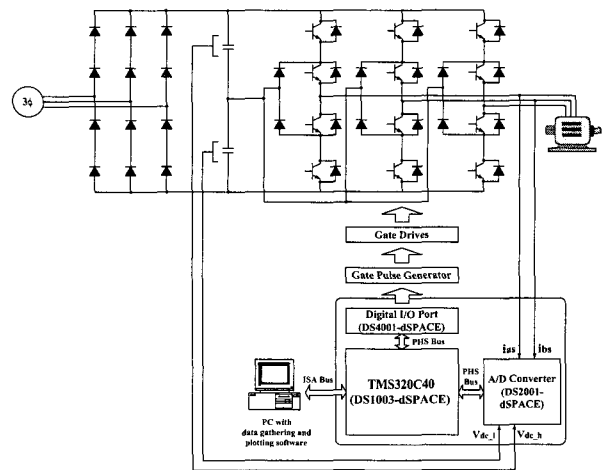 3ϕ
Gate Drives
Gate Pulse Generator
Digital I/O Port
(DS4001-dSPACE)
PHS Bus
ias
ibs
ISA Bus
TMS320C40
(DS1003-dSPACE)
PHS
Bus
A/D Converter
(DS2001-
dSPACE)
PC with
data gathering and
plotting software
Vdc_l
Vdc_h